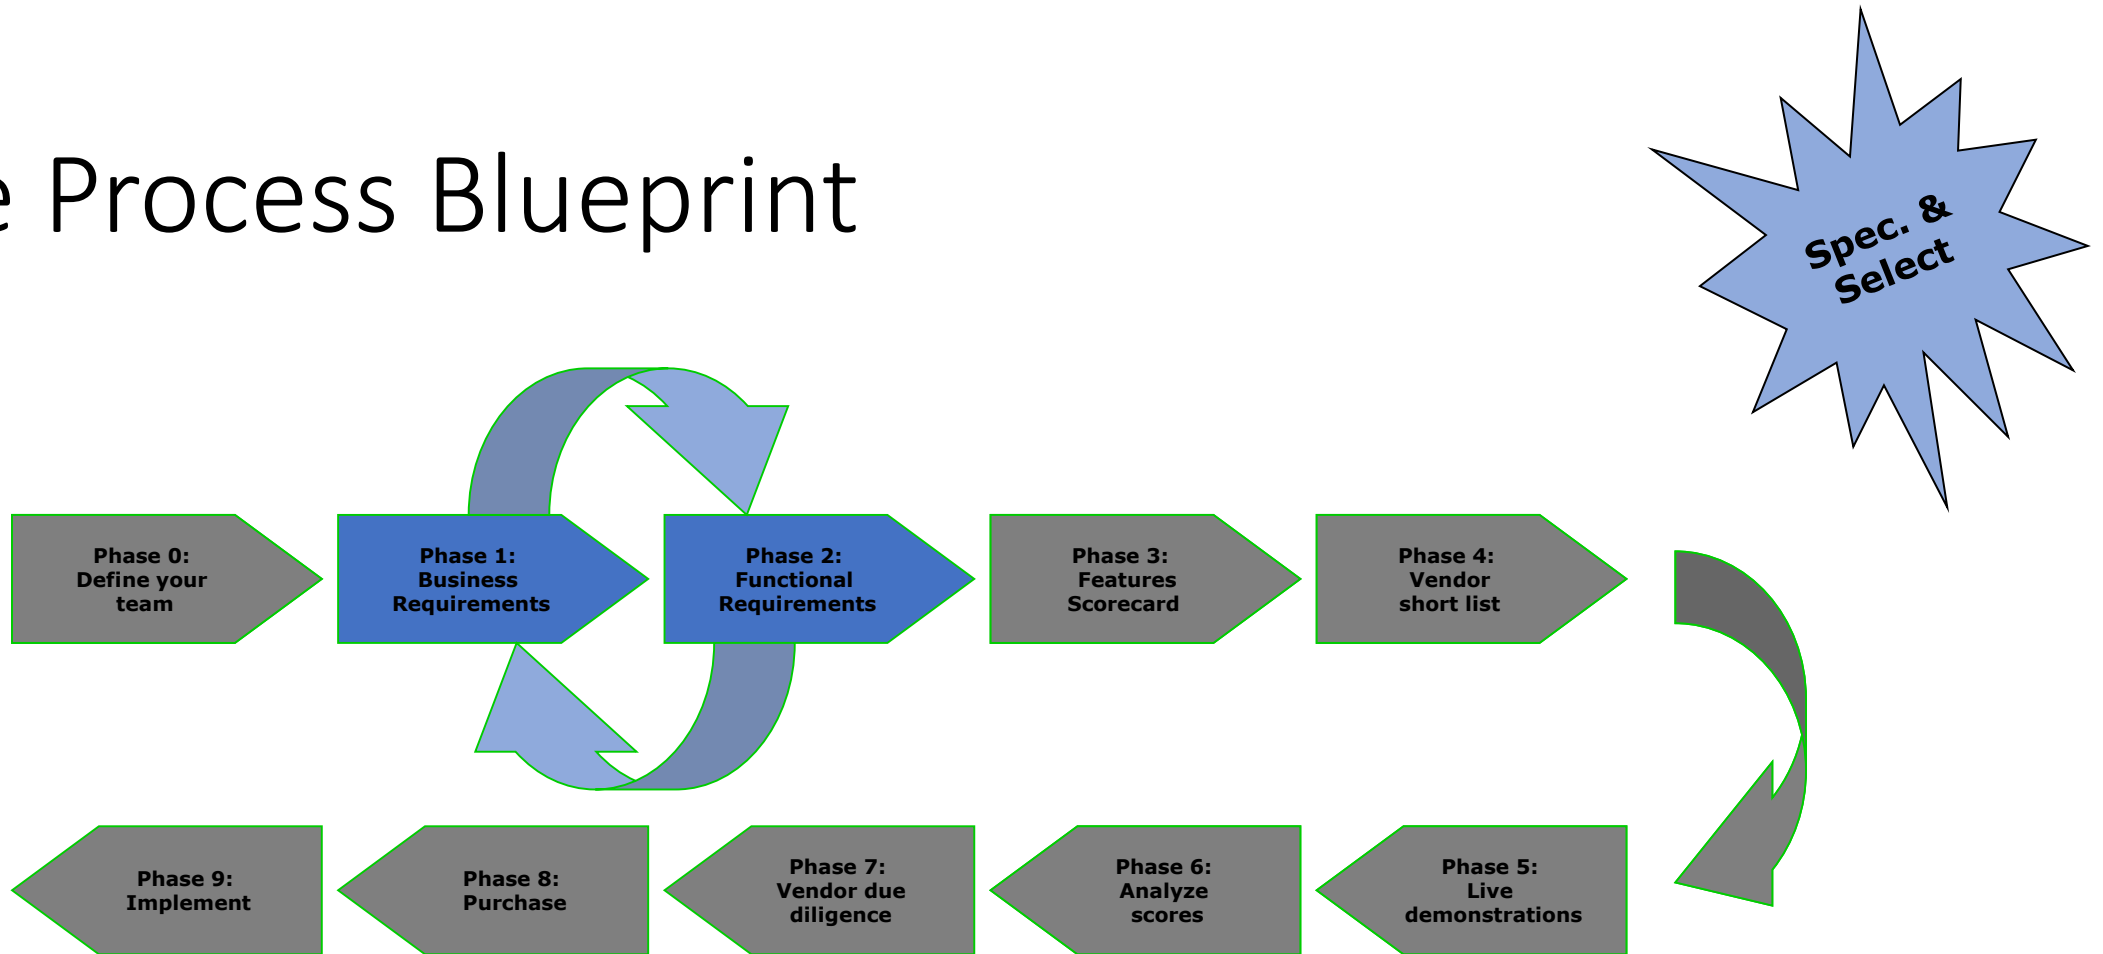 e Process Blueprint
Spec. &
Select
Phase 0:
Define your
team
Phase 1:
Business
Requirements
Phase 2:
Functional
Requirements
Phase 3:
Features
Scorecard
Phase 4:
Vendor
short list
Phase 9:
Implement
Phase 8:
Purchase
Phase 7:
Vendor due
diligence
Phase 6:
Analyze
scores
Phase 5:
Live
demonstrations